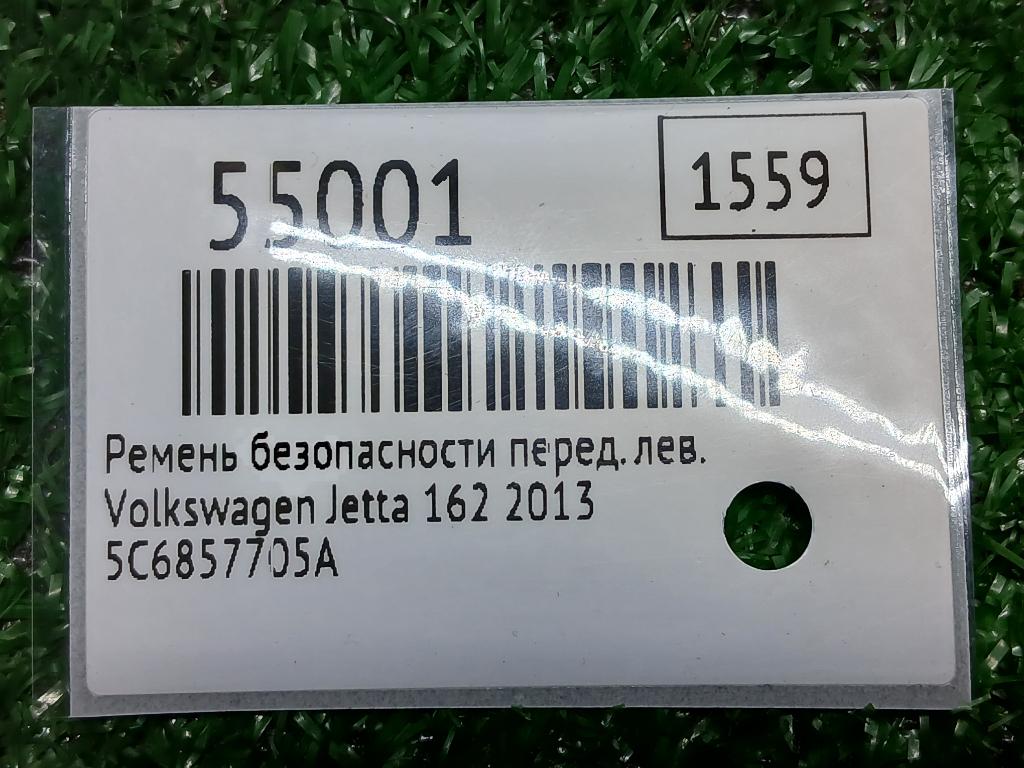 55001
1559
Ремень безопасности перед. лев.
Volkswagen Jetta 162 2013
5C6857705A